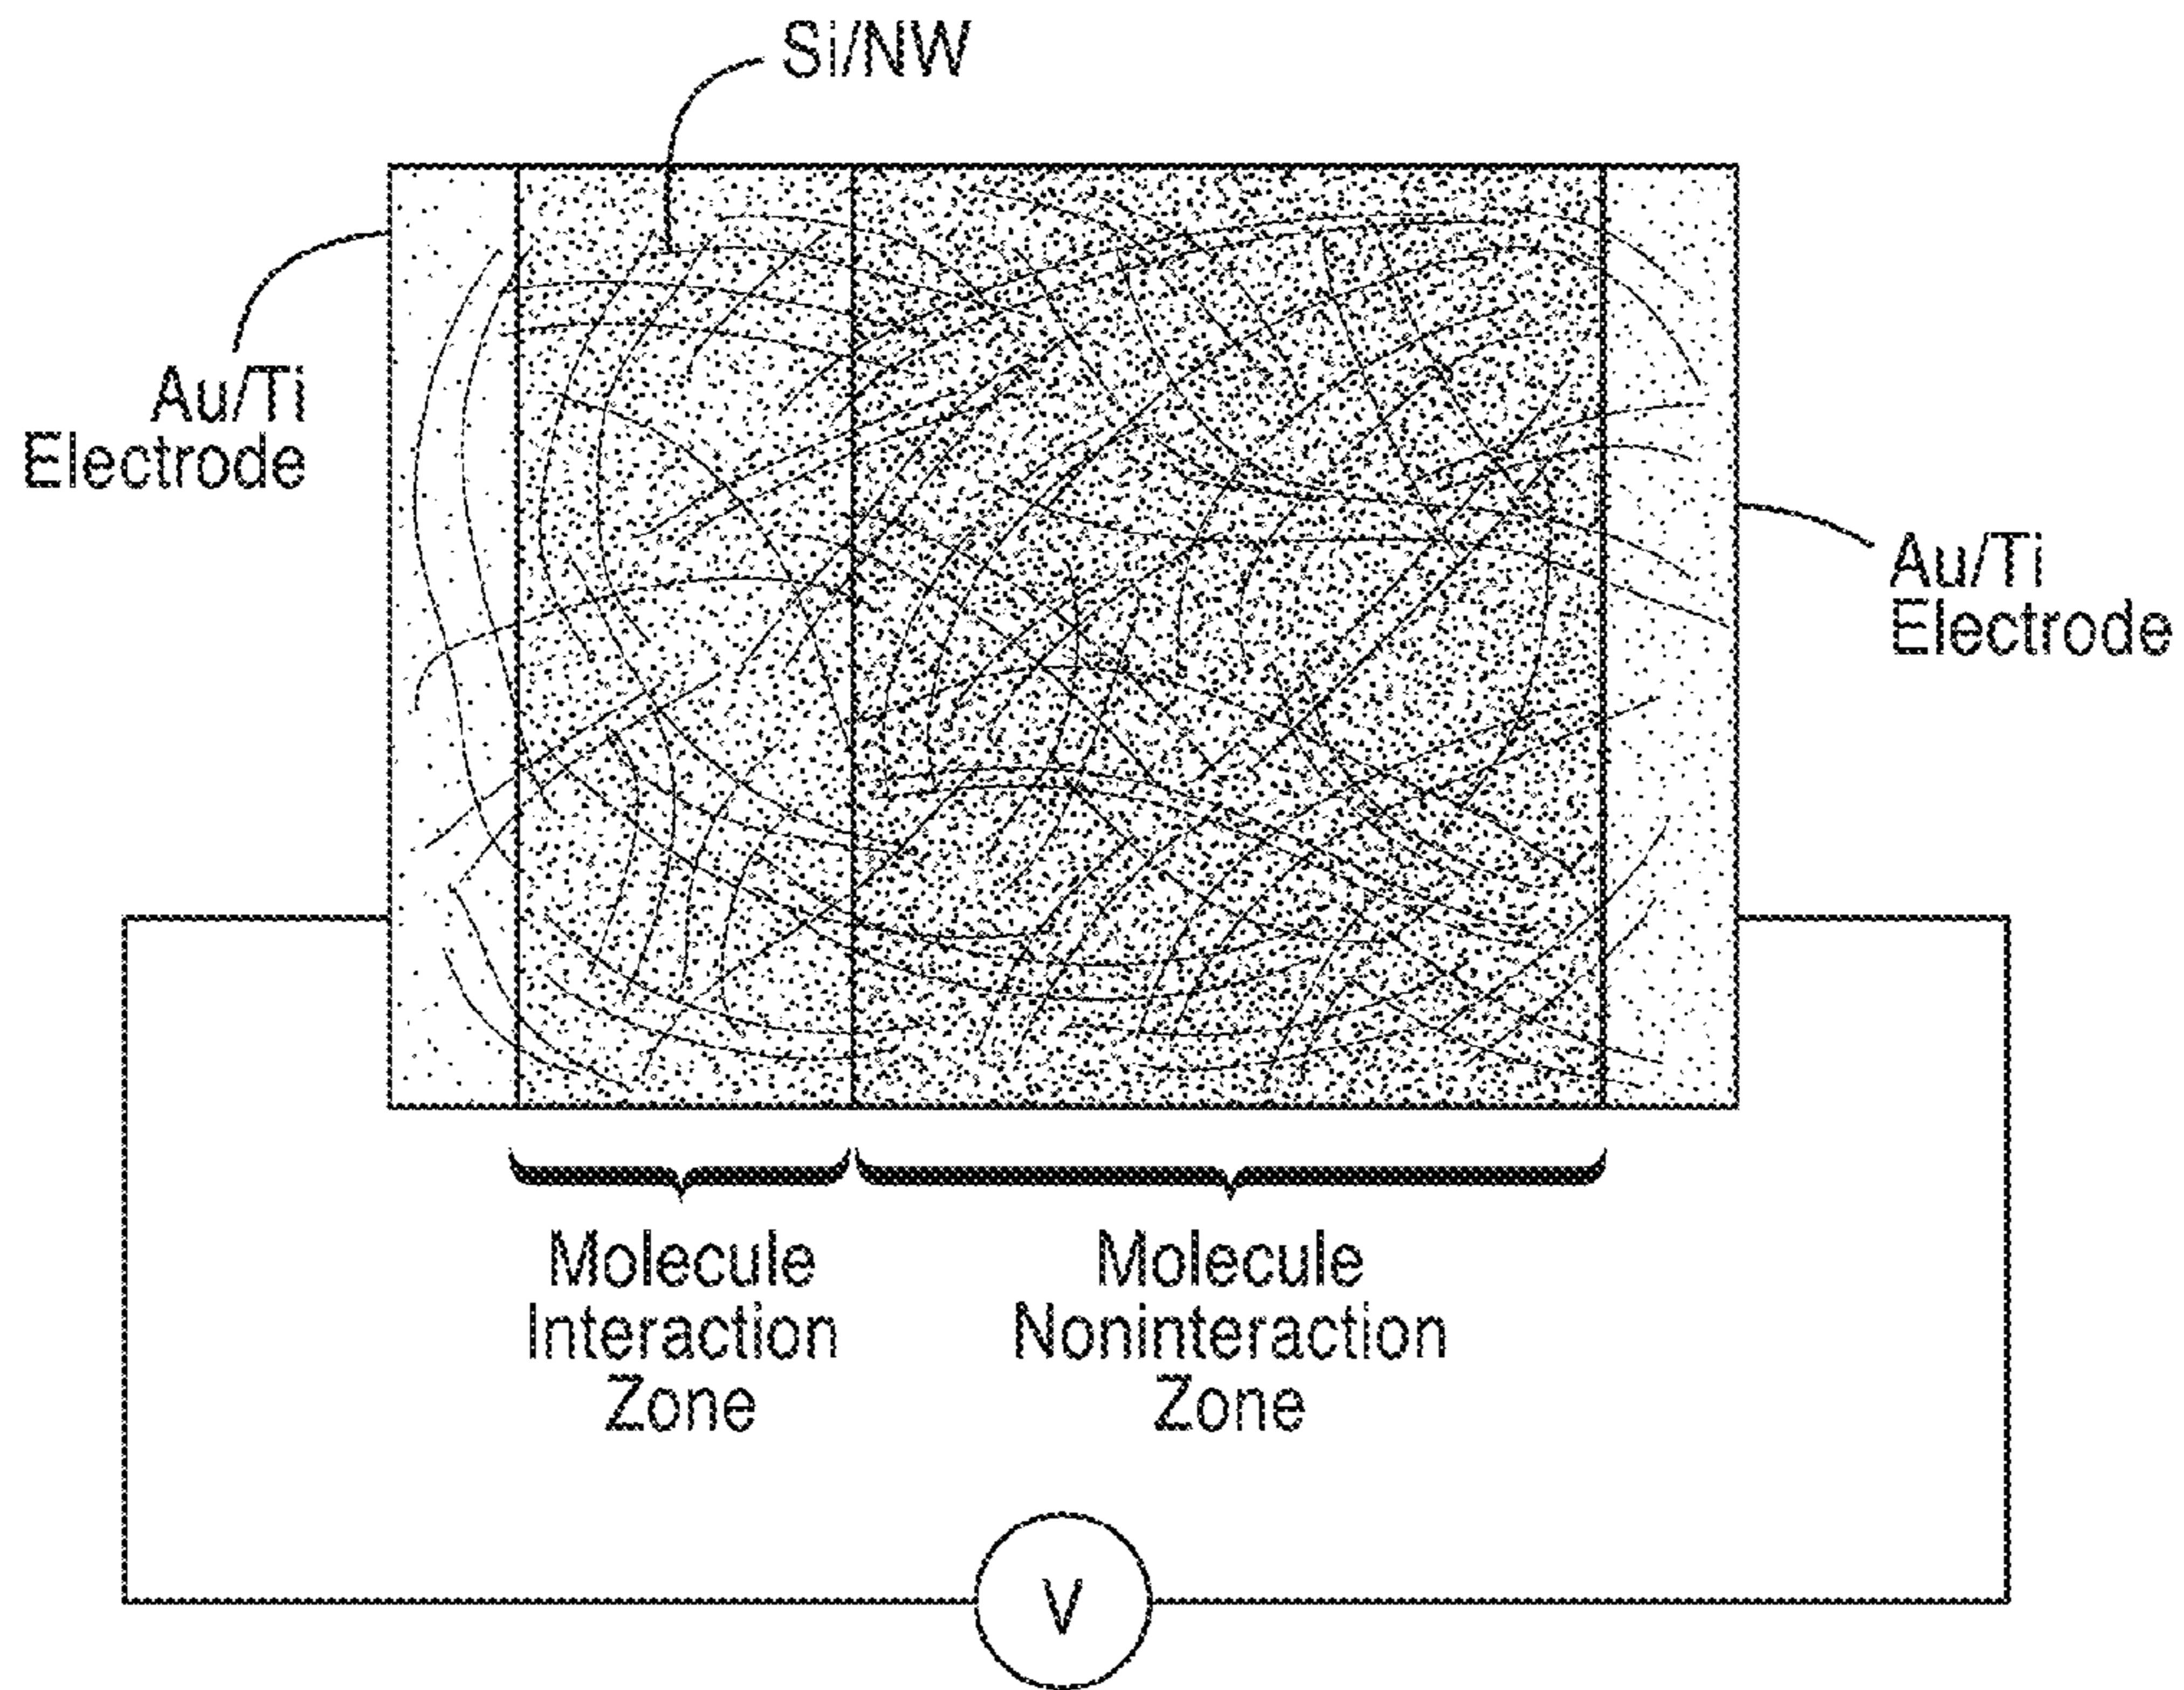 Si/NW
Au/Ti
Electrode
Au/Ti
Electrode
Molecule
Interaction
Zone
Molecule
Noninteraction
Zone
V